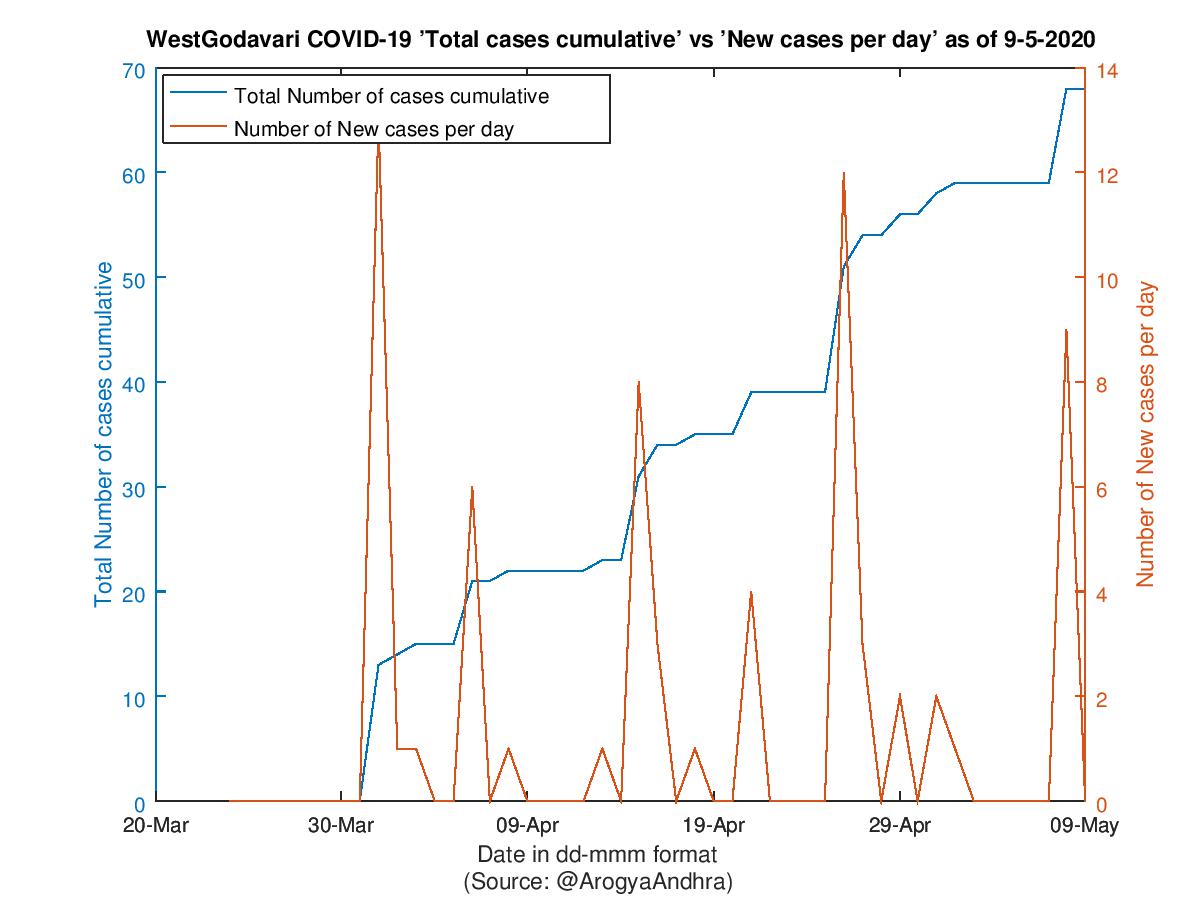 WestGodavari COVID-19 ’Total cases cumulative’ vs ’New cases per day’ as of 9-5-2020
Total Number of cases cumulative
Number of New cases per day
70
60
50
40
30
20
10
0
Total Number of cases cumulative
14
12
10
8
6
4
2
0
Number of New cases per day
20-Mar 30-Mar 09-Apr 19-Apr 29-Apr 09-May
Date in dd-mmm format
(Source: @ArogyaAndhra)